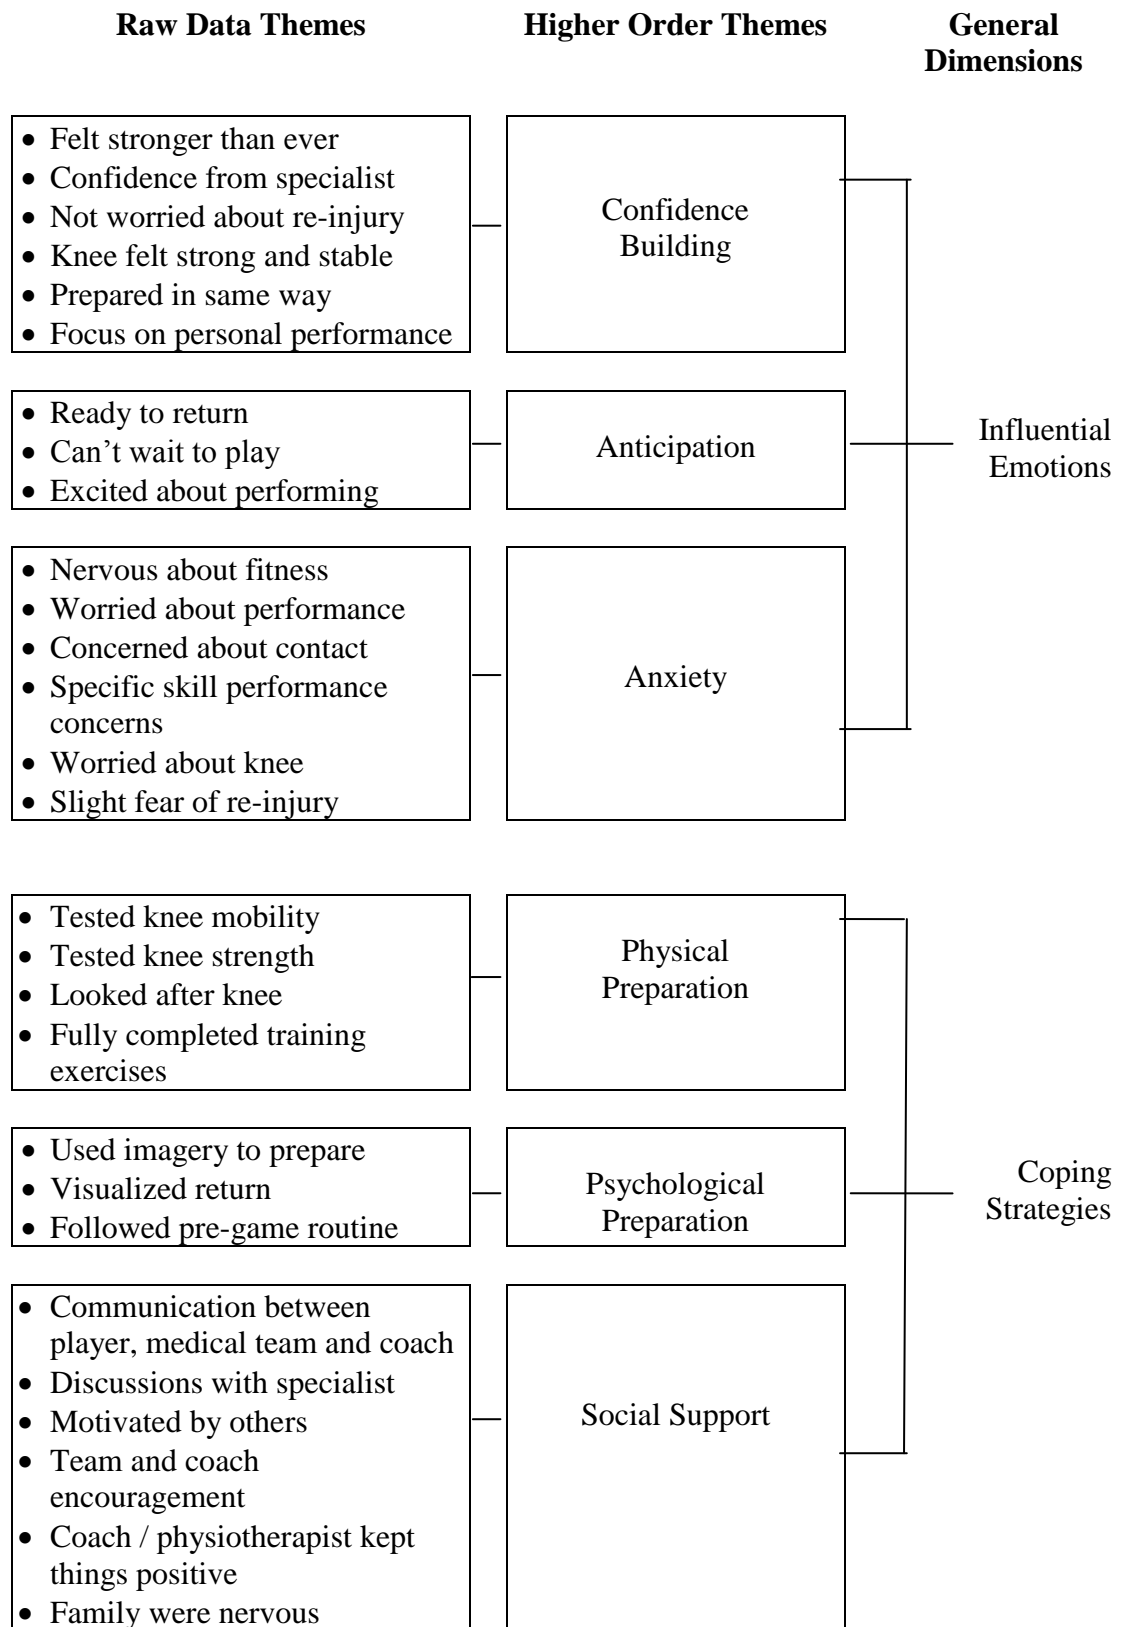 Raw Data Themes Higher Order Themes General
Dimensions
• Felt stronger than ever
• Confidence from specialist
• Not worried about re-injury
• Knee felt strong and stable
• Prepared in same way
• Focus on personal performance
Confidence
Building
• Ready to return
• Can't wait to play
• Excited about performing
Anticipation
Influential
Emotions
• Nervous about fitness
• Worried about performance
• Concerned about contact
• Specific skill performance
concerns
• Worried about knee
• Slight fear of re-injury
Anxiety
• Tested knee mobility
• Tested knee strength
• Looked after knee
• Fully completed training
exercises
Physical
Preparation
• Used imagery to prepare
• Visualized return
• Followed pre-game routine
Psychological
Preparation
Coping
Strategies
• Communication between
player, medical team and coach
• Discussions with specialist
• Motivated by others
• Team and coach
encouragement
• Coach / physiotherapist kept
things positive
• Family were nervous
Social Support